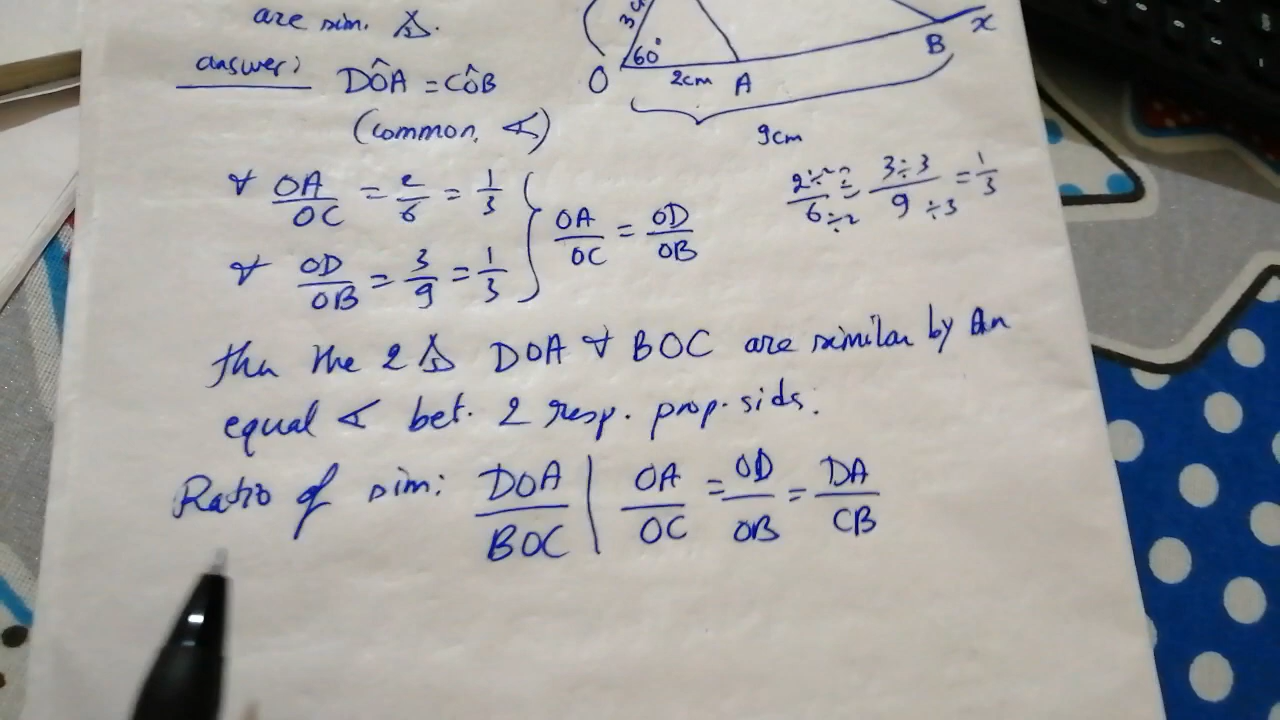 are sim. △s.
3c
60°
O
2cm
A
B
x
9cm
answer: DÔA = CÔB
(common ∢)
& OA/OC = 2/6 = 1/3
& OD/OB = 3/9 = 1/3
OA/OC = OD/OB
2÷2/6÷2 = 3÷3/9÷3 = 1/3
then the 2 △s DOA & BOC are similar by an
equal ∢ bet. 2 resp. prop. sids.
Ratio of sim: DOA/BOC | OA/OC = OD/OB = DA/CB